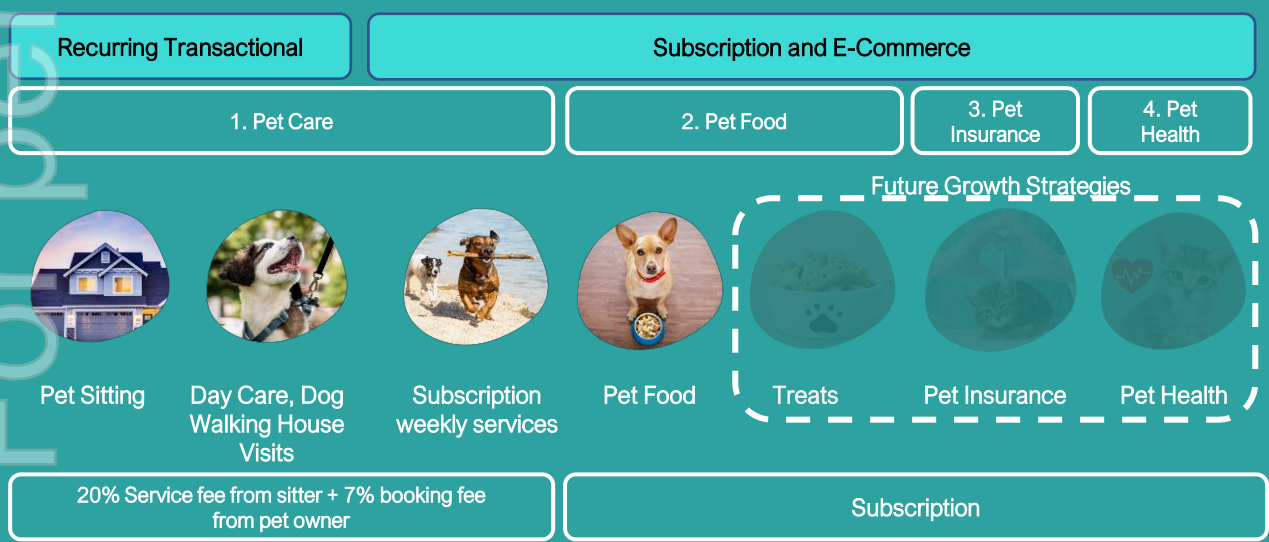 Recurring Transactional
Subscription and E-Commerce
1. Pet Care
2. Pet Food
3. Pet
Insurance
4. Pet
Health
Future Growth Strategies
Pet Sitting
Day Care, Dog
Walking House
Visits
Subscription
weekly services
Pet Food
Treats
Pet Insurance
Pet Health
20% Service fee from sitter + 7% booking fee
from pet owner
Subscription
For per